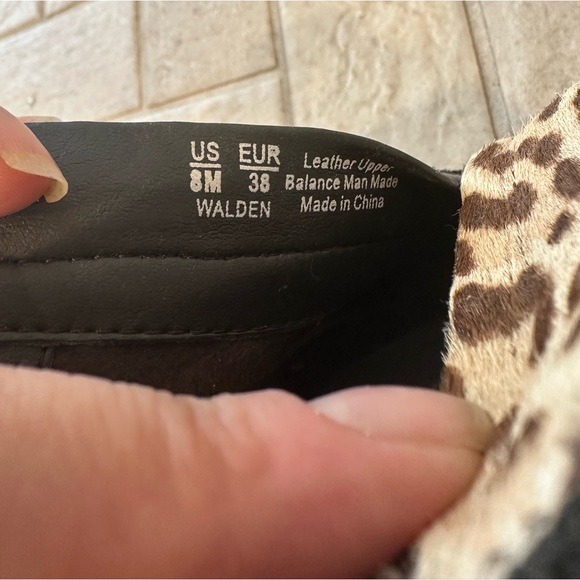 US EUR Leather Upper
8M 38 Balance Man Made
WALDEN Made in China